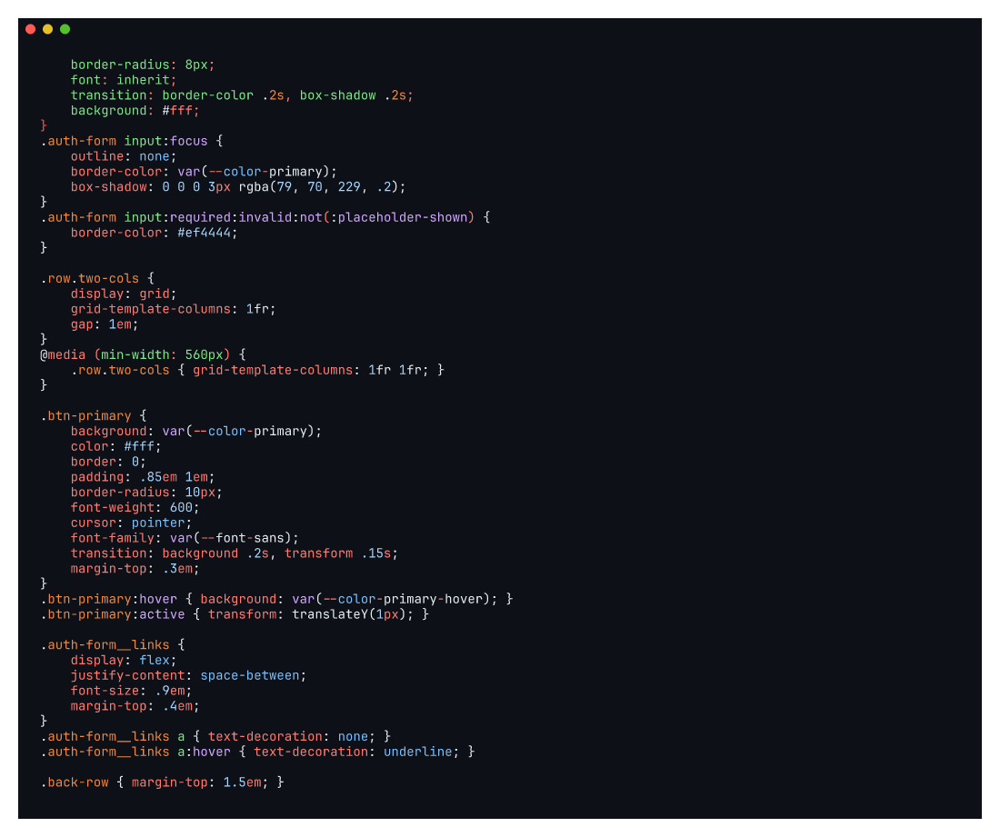 border-radius: 8px;
    font: inherit;
    transition: border-color .2s, box-shadow .2s;
    background: #fff;
}
.auth-form input:focus {
    outline: none;
    border-color: var(--color-primary);
    box-shadow: 0 0 0 3px rgba(79, 70, 229, .2);
}
.auth-form input:required:invalid:not(:placeholder-shown) {
    border-color: #ef4444;
}

.row.two-cols {
    display: grid;
    grid-template-columns: 1fr;
    gap: 1em;
}
@media (min-width: 560px) {
    .row.two-cols { grid-template-columns: 1fr 1fr; }
}

.btn-primary {
    background: var(--color-primary);
    color: #fff;
    border: 0;
    padding: .85em 1em;
    border-radius: 10px;
    font-weight: 600;
    cursor: pointer;
    font-family: var(--font-sans);
    transition: background .2s, transform .15s;
    margin-top: .3em;
}
.btn-primary:hover { background: var(--color-primary-hover); }
.btn-primary:active { transform: translateY(1px); }

.auth-form__links {
    display: flex;
    justify-content: space-between;
    font-size: .9em;
    margin-top: .4em;
}
.auth-form__links a { text-decoration: none; }
.auth-form__links a:hover { text-decoration: underline; }

.back-row { margin-top: 1.5em; }